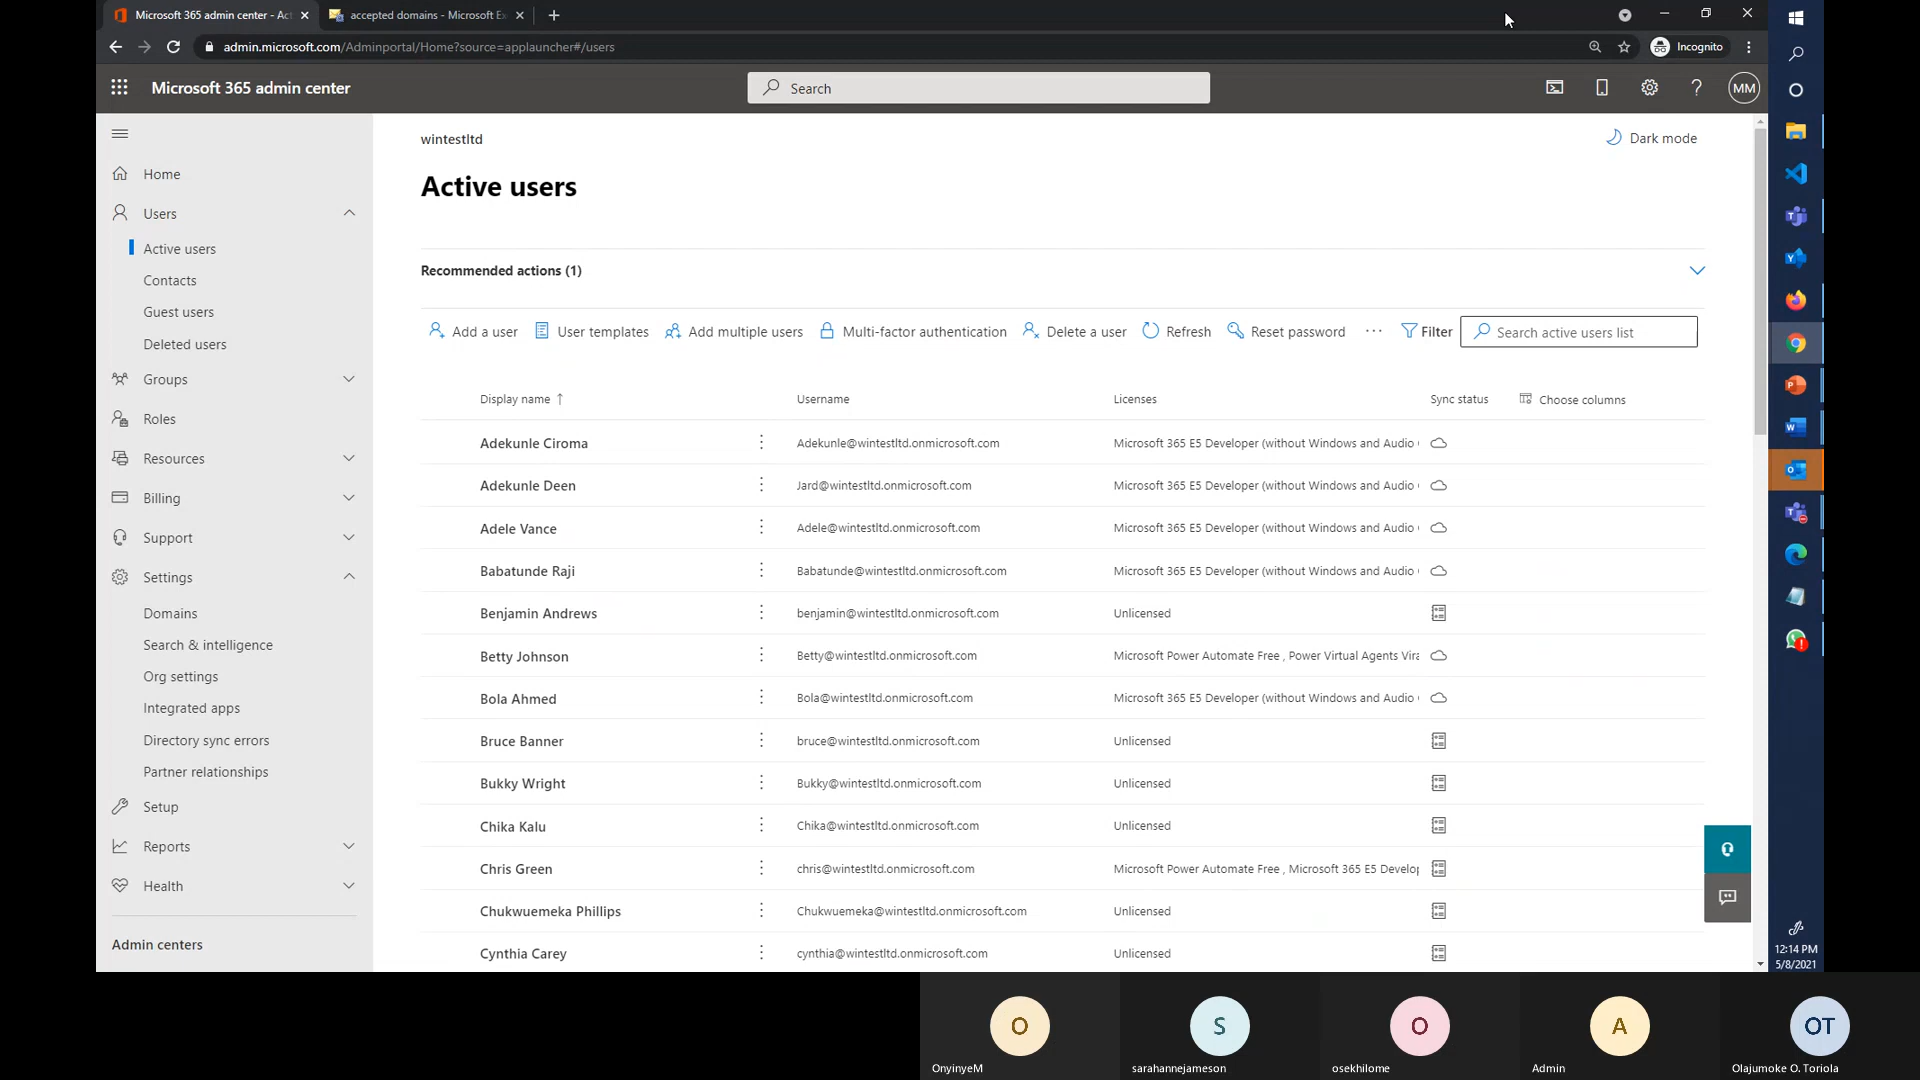 Microsoft 365 admin center - Act
accepted domains - Microsoft Ex
admin.microsoft.com/Adminportal/Home?source=applauncher#/users
Incognito
Microsoft 365 admin center
Search
MM
Home
Users
Active users
Contacts
Guest users
Deleted users
Groups
Roles
Resources
Billing
Support
Settings
Domains
Search & intelligence
Org settings
Integrated apps
Directory sync errors
Partner relationships
Setup
Reports
Health
Admin centers
wintestltd
Dark mode
Active users
Recommended actions (1)
Add a user
User templates
Add multiple users
Multi-factor authentication
Delete a user
Refresh
Reset password
Filter
Search active users list
Display name ↑ Username Licenses Sync status Choose columns
Adekunle Ciroma Adekunle@wintestltd.onmicrosoft.com Microsoft 365 E5 Developer (without Windows and Audio
Adekunle Deen Jard@wintestltd.onmicrosoft.com Microsoft 365 E5 Developer (without Windows and Audio
Adele Vance Adele@wintestltd.onmicrosoft.com Microsoft 365 E5 Developer (without Windows and Audio
Babatunde Raji Babatunde@wintestltd.onmicrosoft.com Microsoft 365 E5 Developer (without Windows and Audio
Benjamin Andrews benjamin@wintestltd.onmicrosoft.com Unlicensed
Betty Johnson Betty@wintestltd.onmicrosoft.com Microsoft Power Automate Free , Power Virtual Agents Vira
Bola Ahmed Bola@wintestltd.onmicrosoft.com Microsoft 365 E5 Developer (without Windows and Audio
Bruce Banner bruce@wintestltd.onmicrosoft.com Unlicensed
Bukky Wright Bukky@wintestltd.onmicrosoft.com Unlicensed
Chika Kalu Chika@wintestltd.onmicrosoft.com Unlicensed
Chris Green chris@wintestltd.onmicrosoft.com Microsoft Power Automate Free , Microsoft 365 E5 Develop
Chukwuemeka Phillips Chukwuemeka@wintestltd.onmicrosoft.com Unlicensed
Cynthia Carey cynthia@wintestltd.onmicrosoft.com Unlicensed
12:14 PM
5/8/2021
O
S
O
A
OT
OnyinyeM
sarahannejameson
osekhilome
Admin
Olajumoke O. Toriola